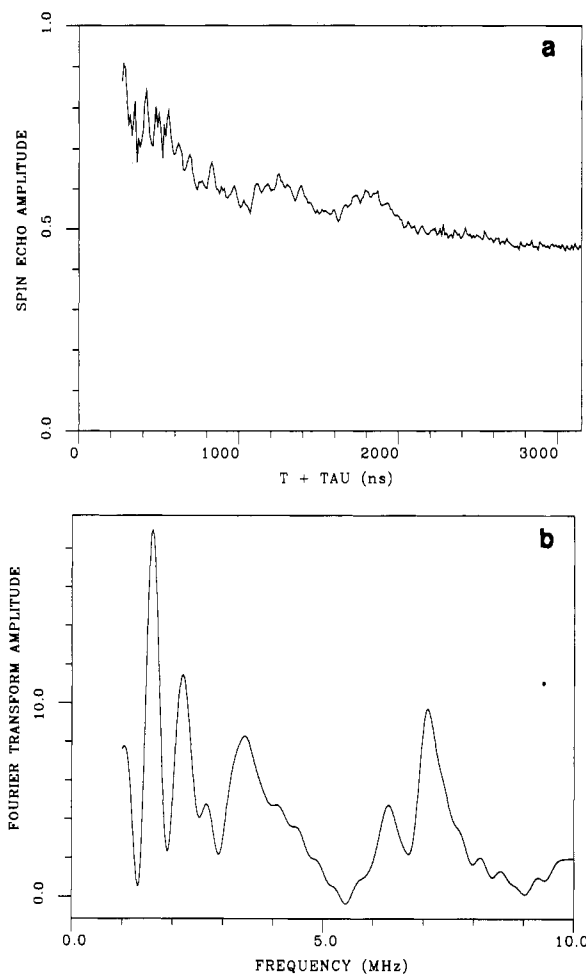 a
1.0
0.5
0.0
SPIN ECHO AMPLITUDE
0 1000 2000 3000
T + TAU (ns)
b
10.0
0.0
FOURIER TRANSFORM AMPLITUDE
0.0 5.0 10.0
FREQUENCY (MHz)